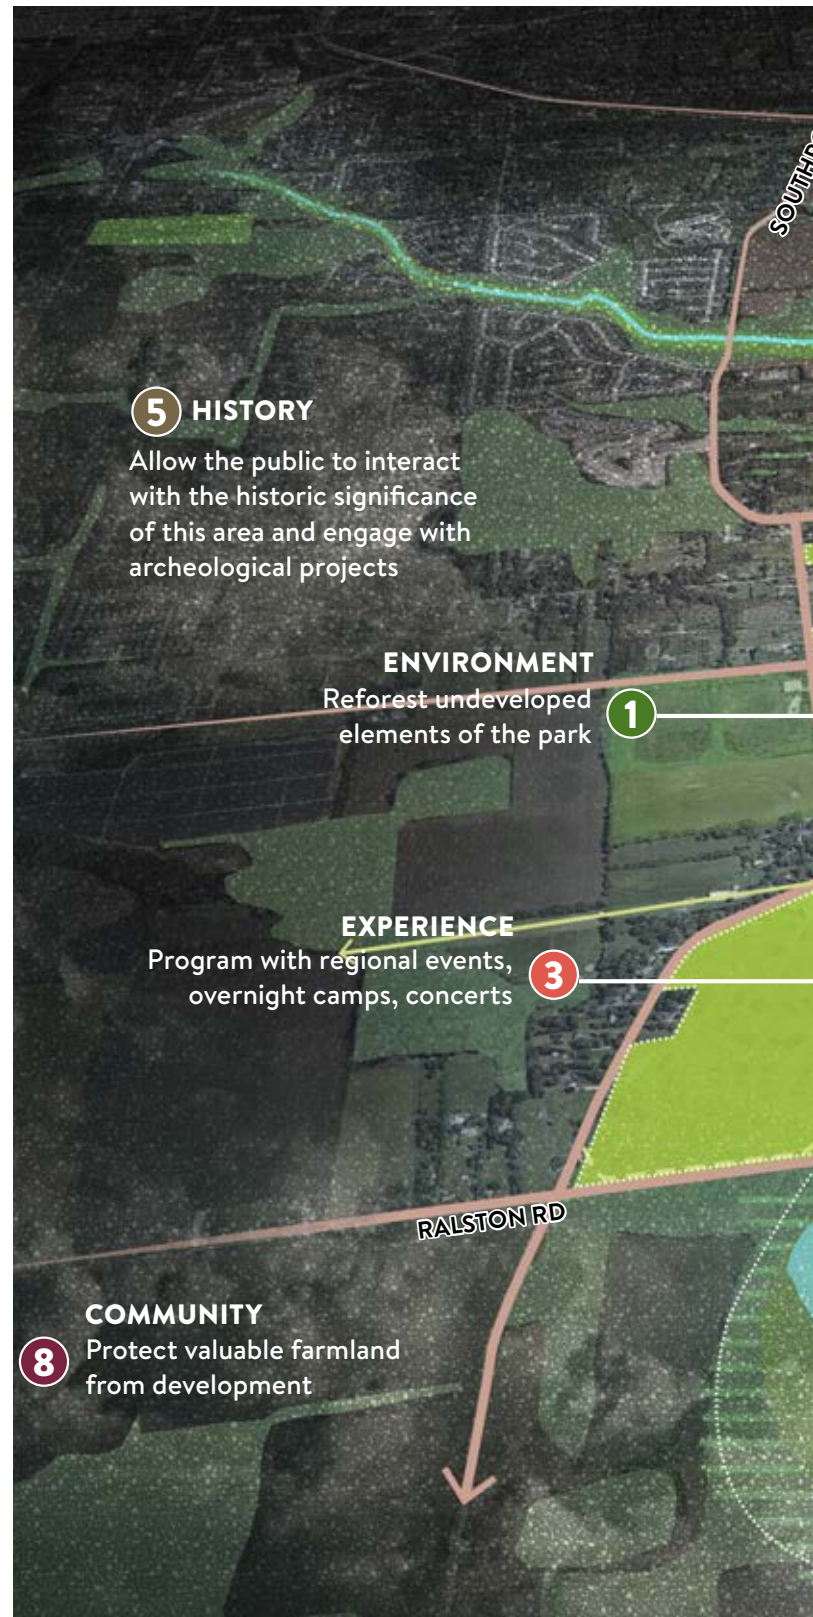 5 HISTORY
Allow the public to interact
with the historic significance
of this area and engage with
archeological projects
ENVIRONMENT
Reforest undeveloped
elements of the park
1
EXPERIENCE
Program with regional events,
overnight camps, concerts
3
RALSTON RD
COMMUNITY
8
Protect valuable farmland
from development